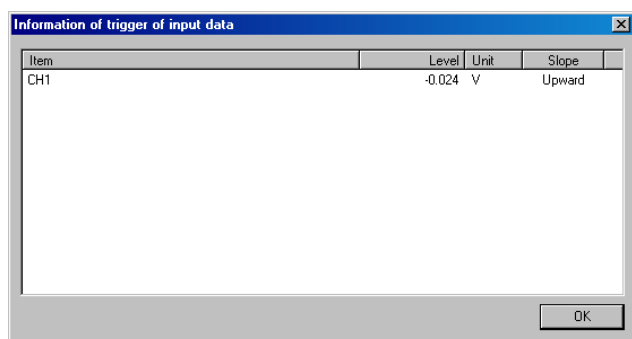 Information of trigger of input data
Item Level Unit Slope
CH1 -0.024 V Upward
OK